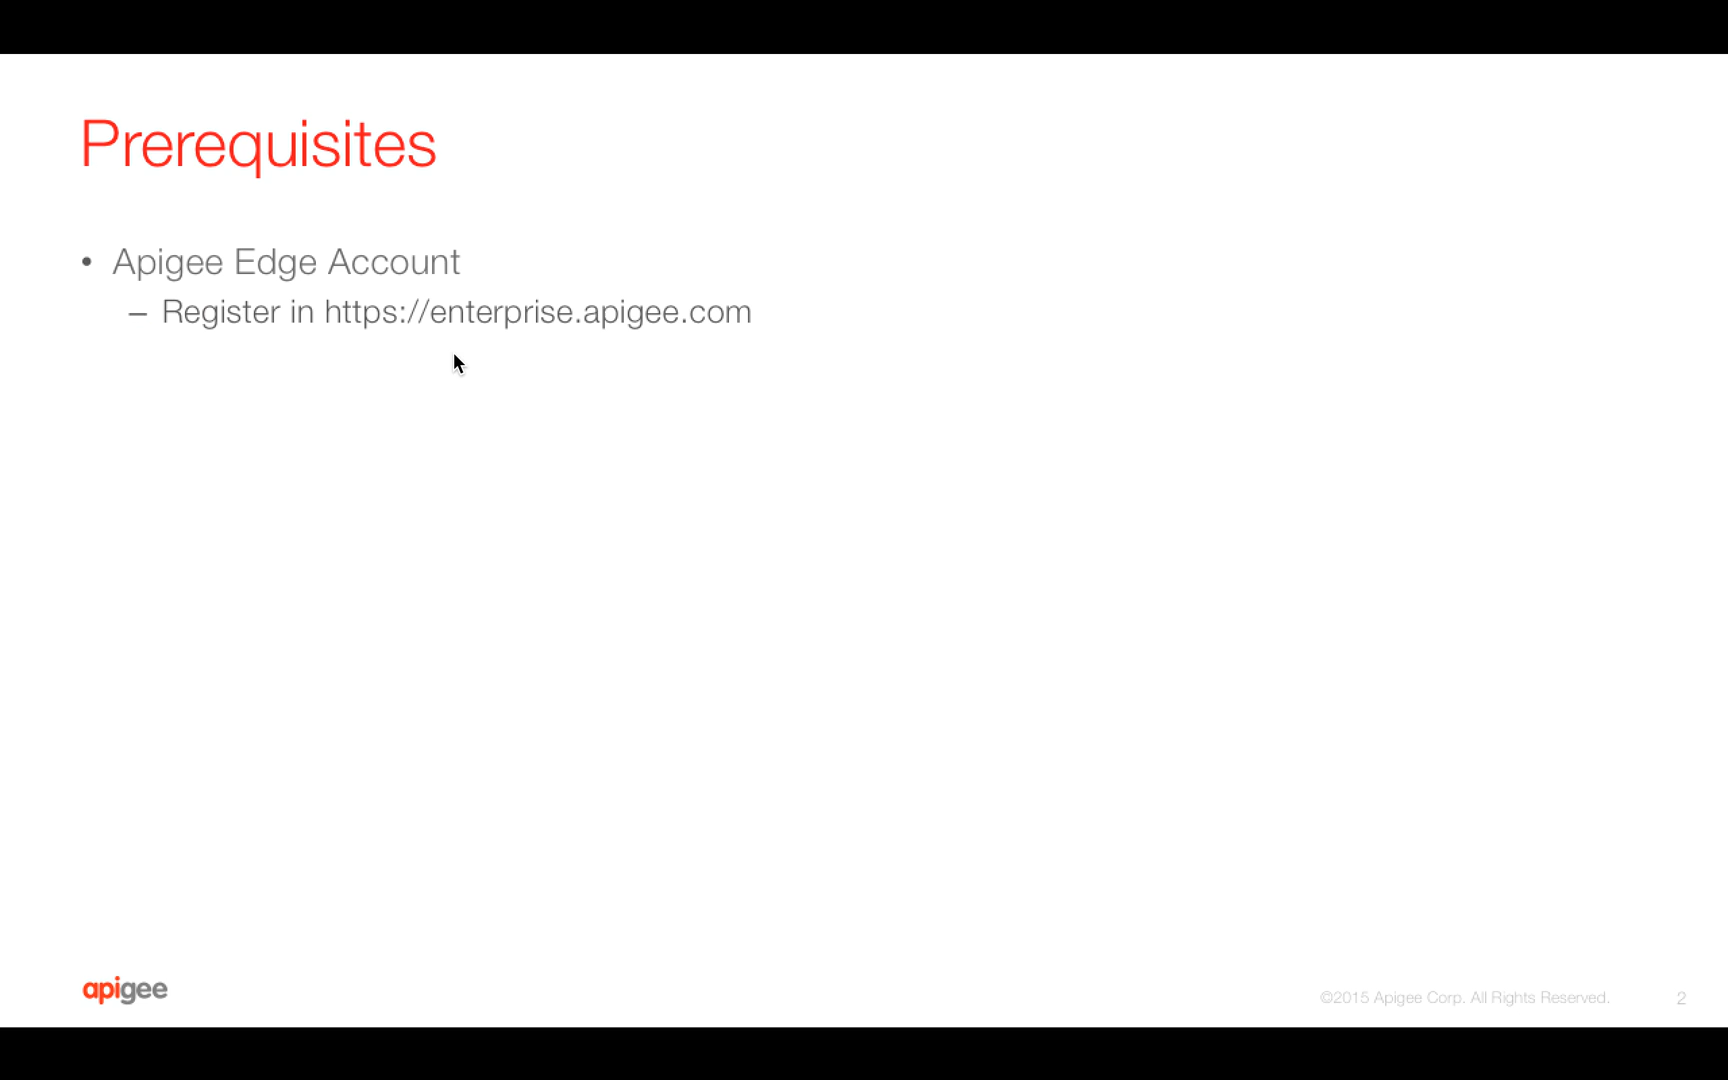 Prerequisites
• Apigee Edge Account
– Register in https://enterprise.apigee.com
apigee
©2015 Apigee Corp. All Rights Reserved.
2